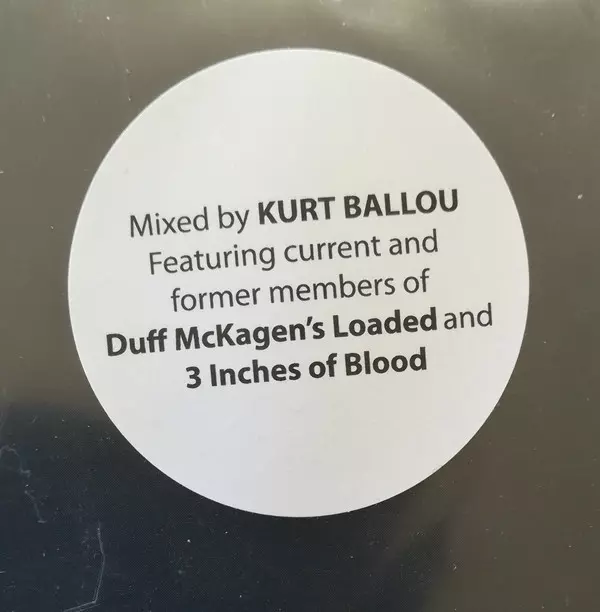 Mixed by KURT BALLOU
Featuring current and
former members of
Duff McKagen's Loaded and
3 Inches of Blood